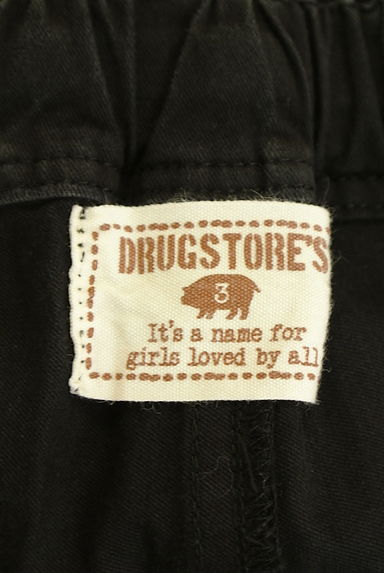 DRUGSTORE'S
3
It's a name for
girls loved by all